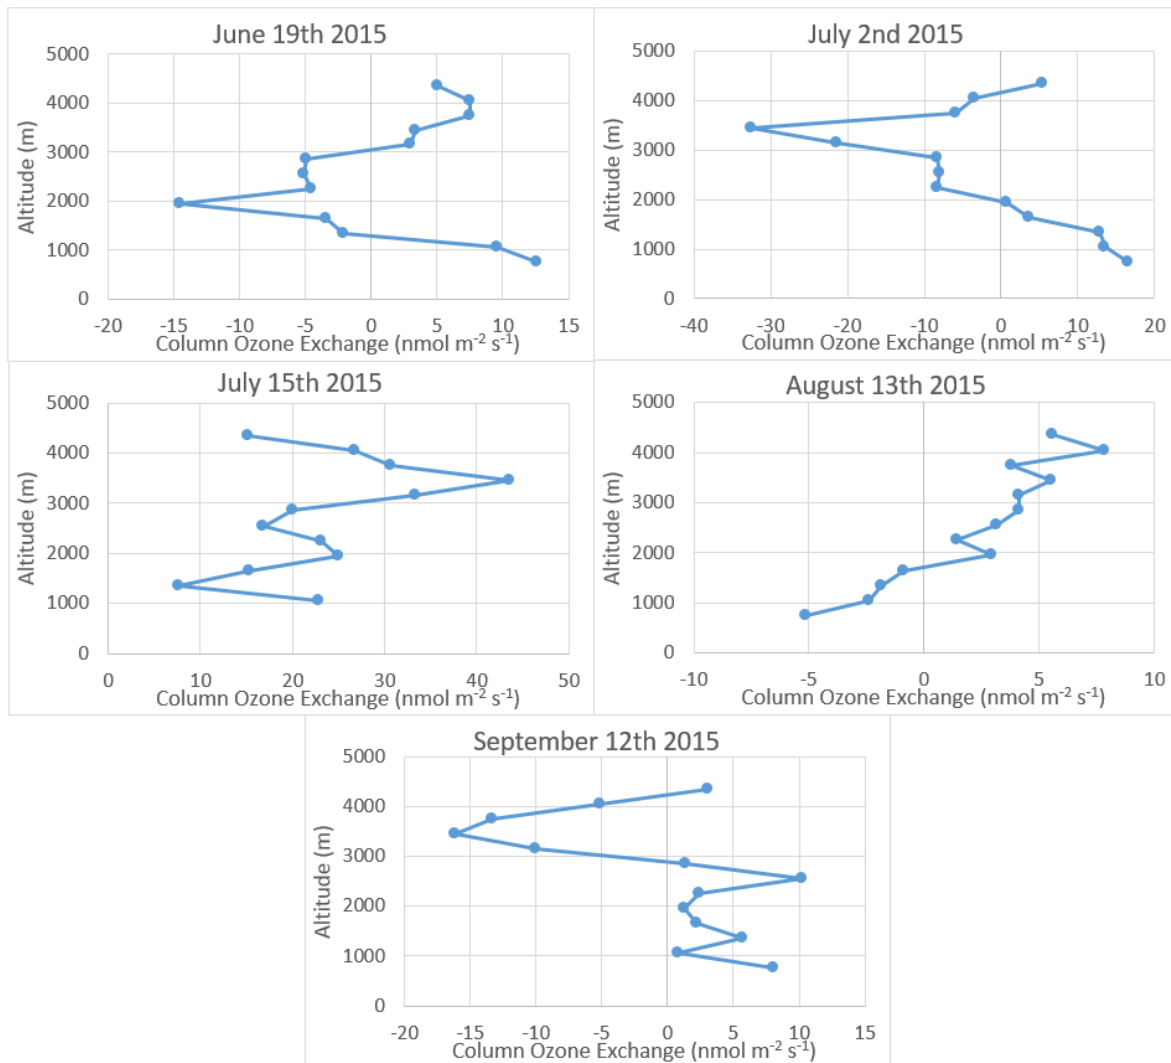 June 19th 2015
5000
4000
3000
2000
1000
0
Altitude (m)
-20 -15 -10 -5 0 5 10 15
Column Ozone Exchange (nmol m⁻² s⁻¹)
July 2nd 2015
5000
4000
3000
2000
1000
0
Altitude (m)
-40 -30 -20 -10 0 10 20
Column Ozone Exchange (nmol m⁻² s⁻¹)
July 15th 2015
5000
4000
3000
2000
1000
0
Altitude (m)
0 10 20 30 40 50
Column Ozone Exchange (nmol m⁻² s⁻¹)
August 13th 2015
5000
4000
3000
2000
1000
0
Altitude (m)
-10 -5 0 5 10
Column Ozone Exchange (nmol m⁻² s⁻¹)
September 12th 2015
5000
4000
3000
2000
1000
0
Altitude (m)
-20 -15 -10 -5 0 5 10 15
Column Ozone Exchange (nmol m⁻² s⁻¹)